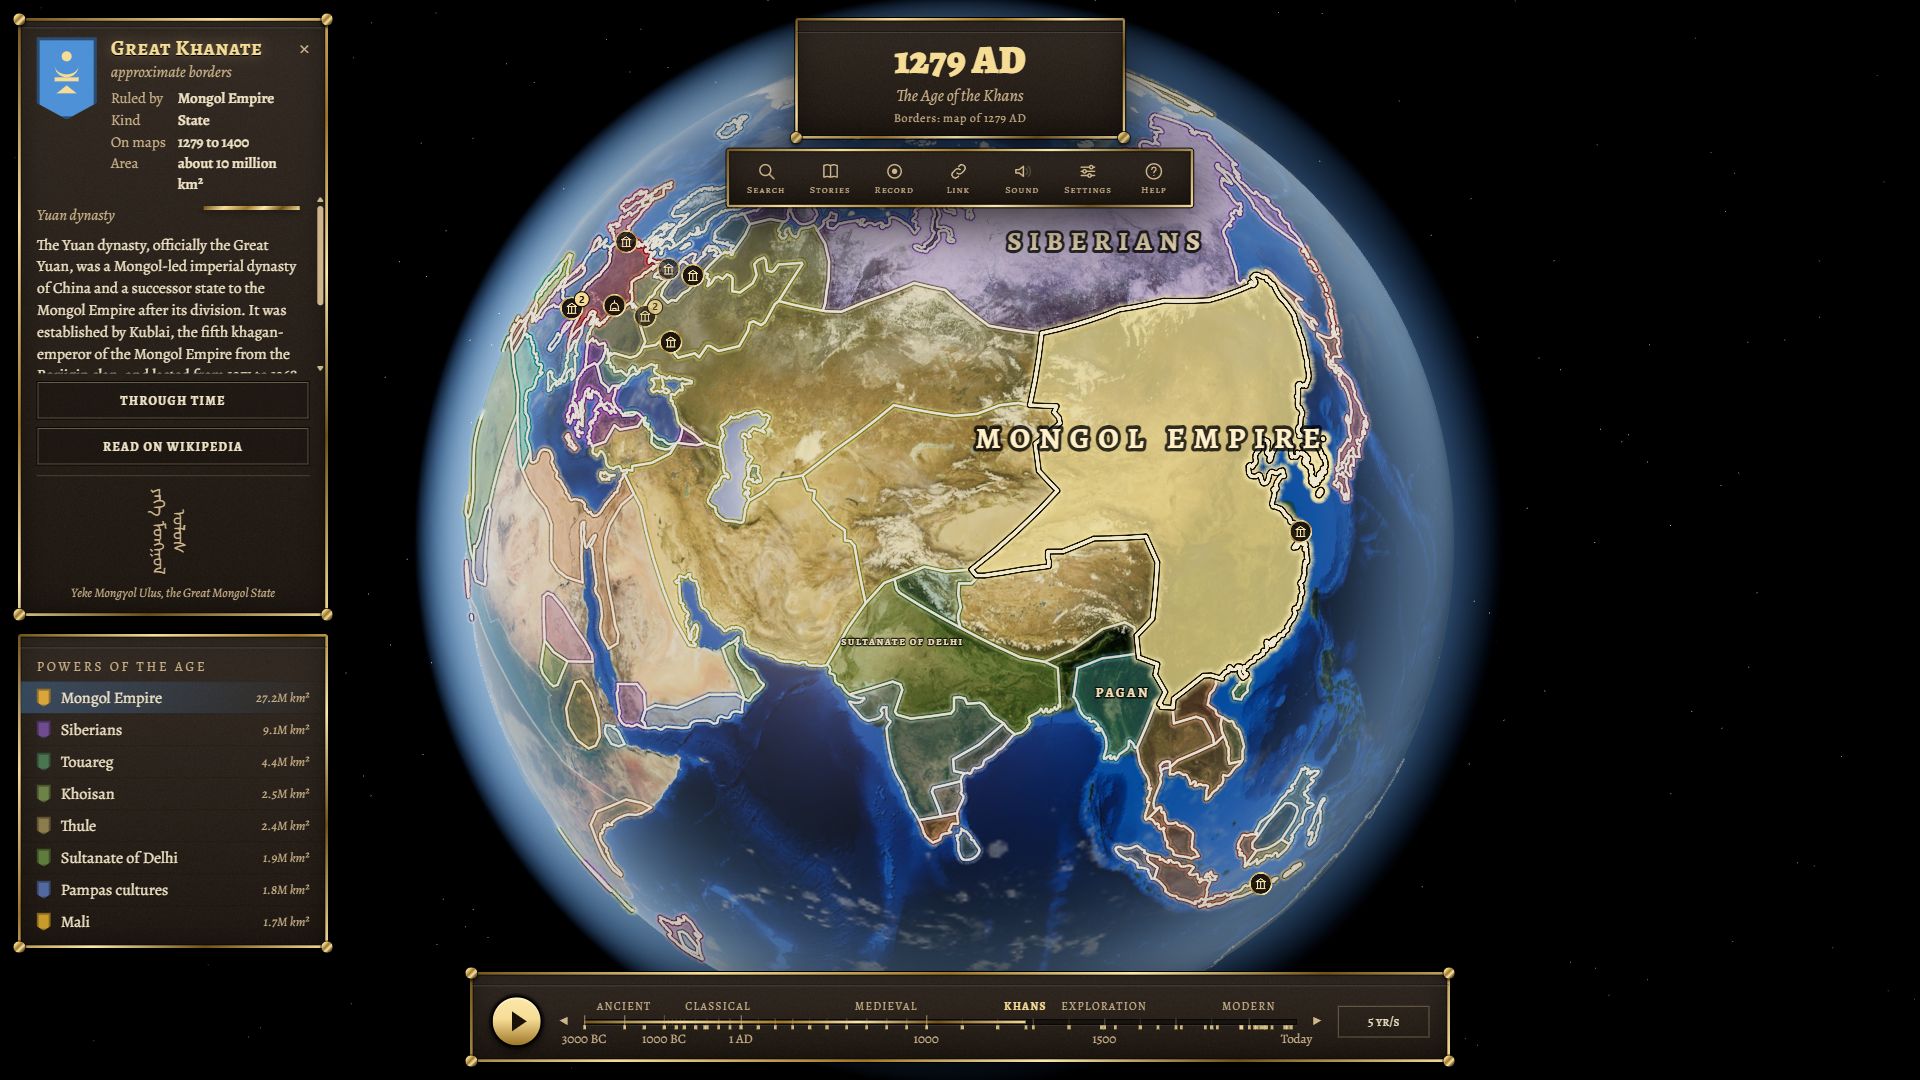 GREAT KHANATE
approximate borders
Ruled by Mongol Empire
Kind State
On maps 1279 to 1400
Area about 10 million km²
Yuan dynasty
The Yuan dynasty, officially the Great
Yuan, was a Mongol-led imperial dynasty
of China and a successor state to the
Mongol Empire after its division. It was
established by Kublai, the fifth khagan-
emperor of the Mongol Empire from the
THROUGH TIME
READ ON WIKIPEDIA
Yeke Mongγol Ulus, the Great Mongol State
POWERS OF THE AGE
Mongol Empire 27.2M km²
Siberians 9.1M km²
Touareg 4.4M km²
Khoisan 2.5M km²
Thule 2.4M km²
Sultanate of Delhi 1.9M km²
Pampas cultures 1.8M km²
Mali 1.7M km²
1279 AD
The Age of the Khans
Borders: map of 1279 AD
SEARCH STORIES RECORD LINK SOUND SETTINGS HELP
SIBERIANS
MONGOL EMPIRE
SULTANATE OF DELHI
PAGAN
2
2
ANCIENT CLASSICAL MEDIEVAL KHANS EXPLORATION MODERN
3000 BC 1000 BC 1 AD 1000 1500 Today
5 YR/S